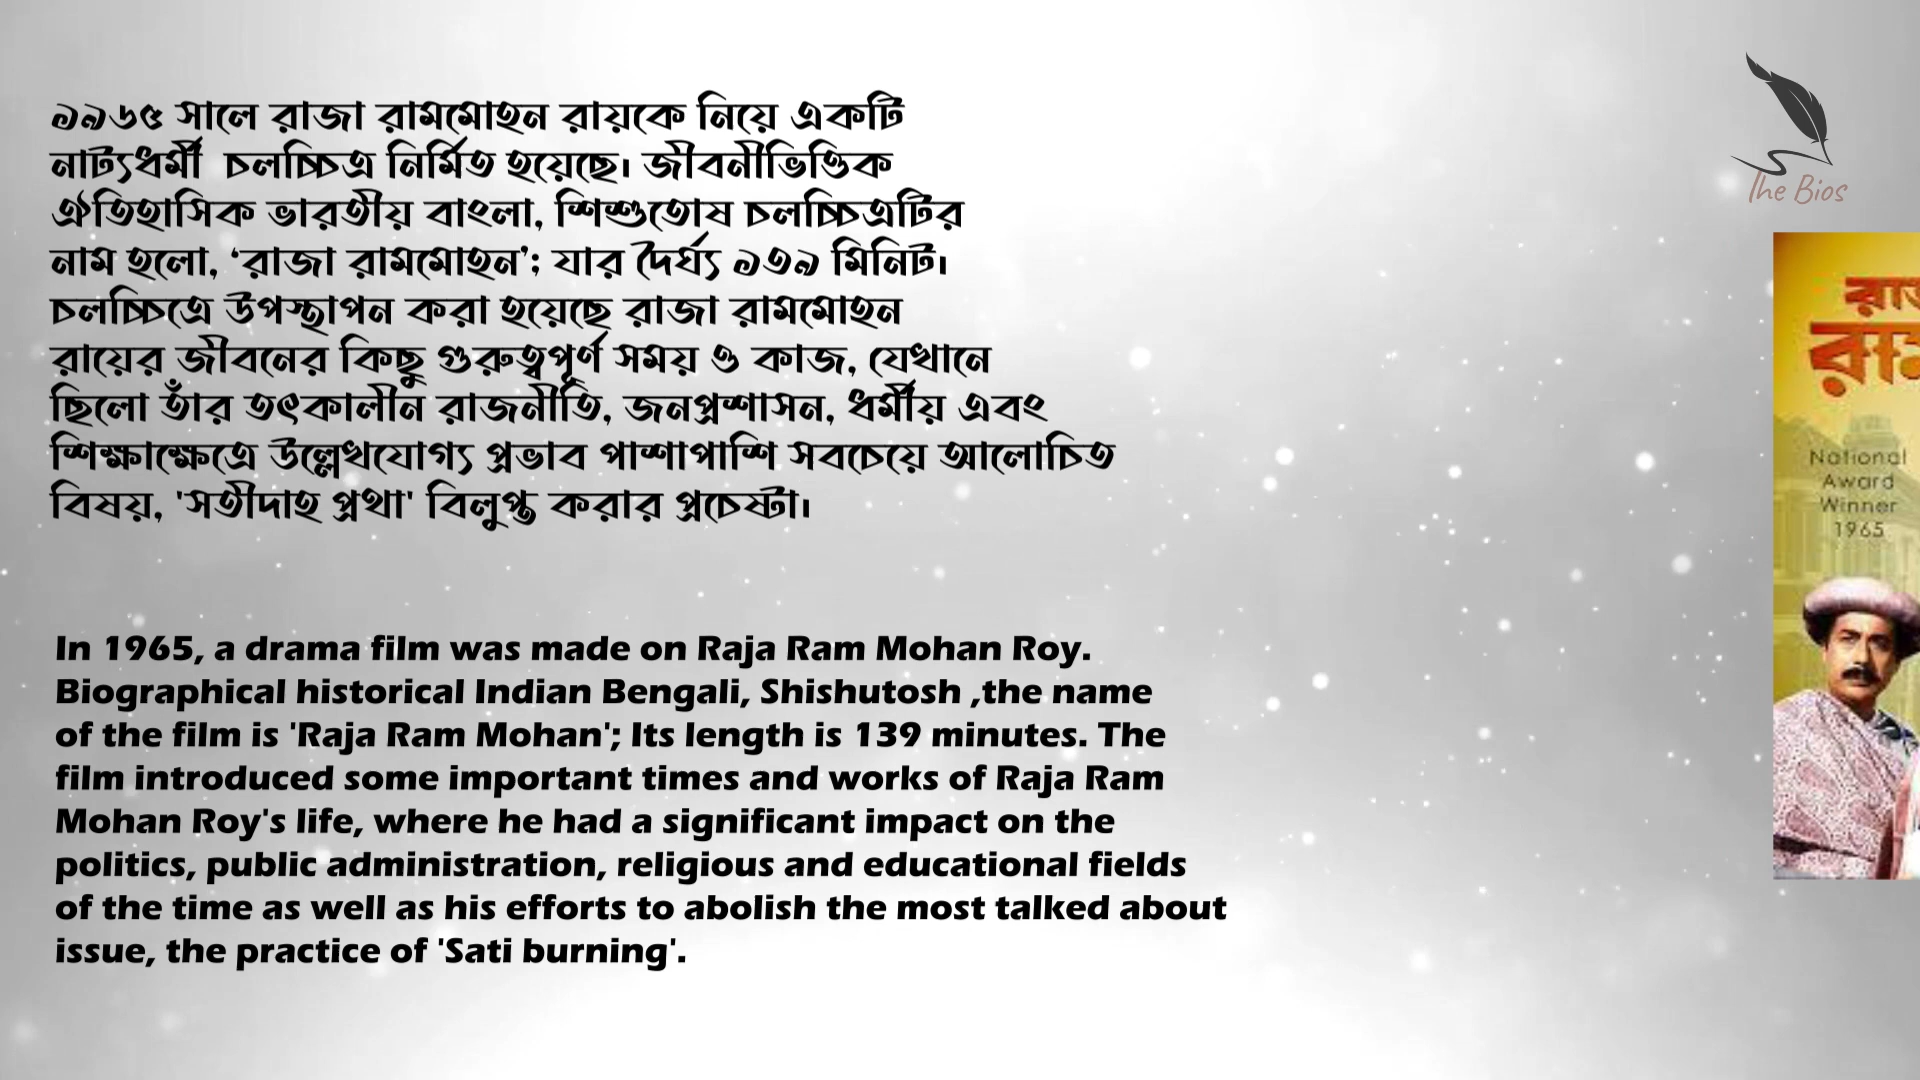 ১৯৬৫ সালে রাজা রামমোহন রায়কে নিয়ে একটি
নাট্যধর্মী চলচ্চিত্র নির্মিত হয়েছে। জীবনীভিত্তিক
ঐতিহাসিক ভারতীয় বাংলা, শিশুতোষ চলচ্চিত্রটির
নাম হলো, ‘রাজা রামমোহন’; যার দৈর্ঘ্য ১৩৯ মিনিট।
চলচ্চিত্রে উপস্থাপন করা হয়েছে রাজা রামমোহন
রায়ের জীবনের কিছু গুরুত্বপূর্ণ সময় ও কাজ, যেখানে
ছিলো তাঁর তৎকালীন রাজনীতি, জনপ্রশাসন, ধর্মীয় এবং
শিক্ষাক্ষেত্রে উল্লেখযোগ্য প্রভাব পাশাপাশি সবচেয়ে আলোচিত
বিষয়, 'সতীদাহ প্রথা' বিলুপ্ত করার প্রচেষ্টা।
In 1965, a drama film was made on Raja Ram Mohan Roy.
Biographical historical Indian Bengali, Shishutosh ,the name
of the film is 'Raja Ram Mohan'; Its length is 139 minutes. The
film introduced some important times and works of Raja Ram
Mohan Roy's life, where he had a significant impact on the
politics, public administration, religious and educational fields
of the time as well as his efforts to abolish the most talked about
issue, the practice of 'Sati burning'.
The Bios
National
Award
Winner
1965